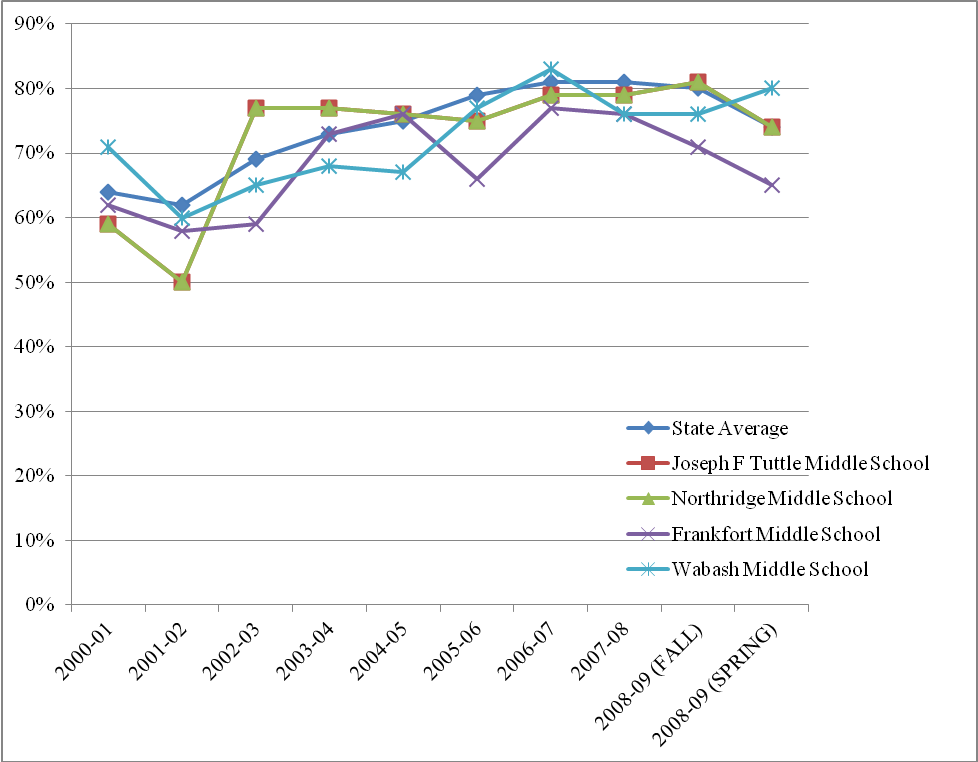 90%
80%
70%
60%
50%
40%
30%
20%
10%
0%
State Average
Joseph F Tuttle Middle School
Northridge Middle School
Frankfort Middle School
Wabash Middle School
2000-01
2001-02
2002-03
2003-04
2004-05
2005-06
2006-07
2007-08
2008-09 (FALL)
2008-09 (SPRING)